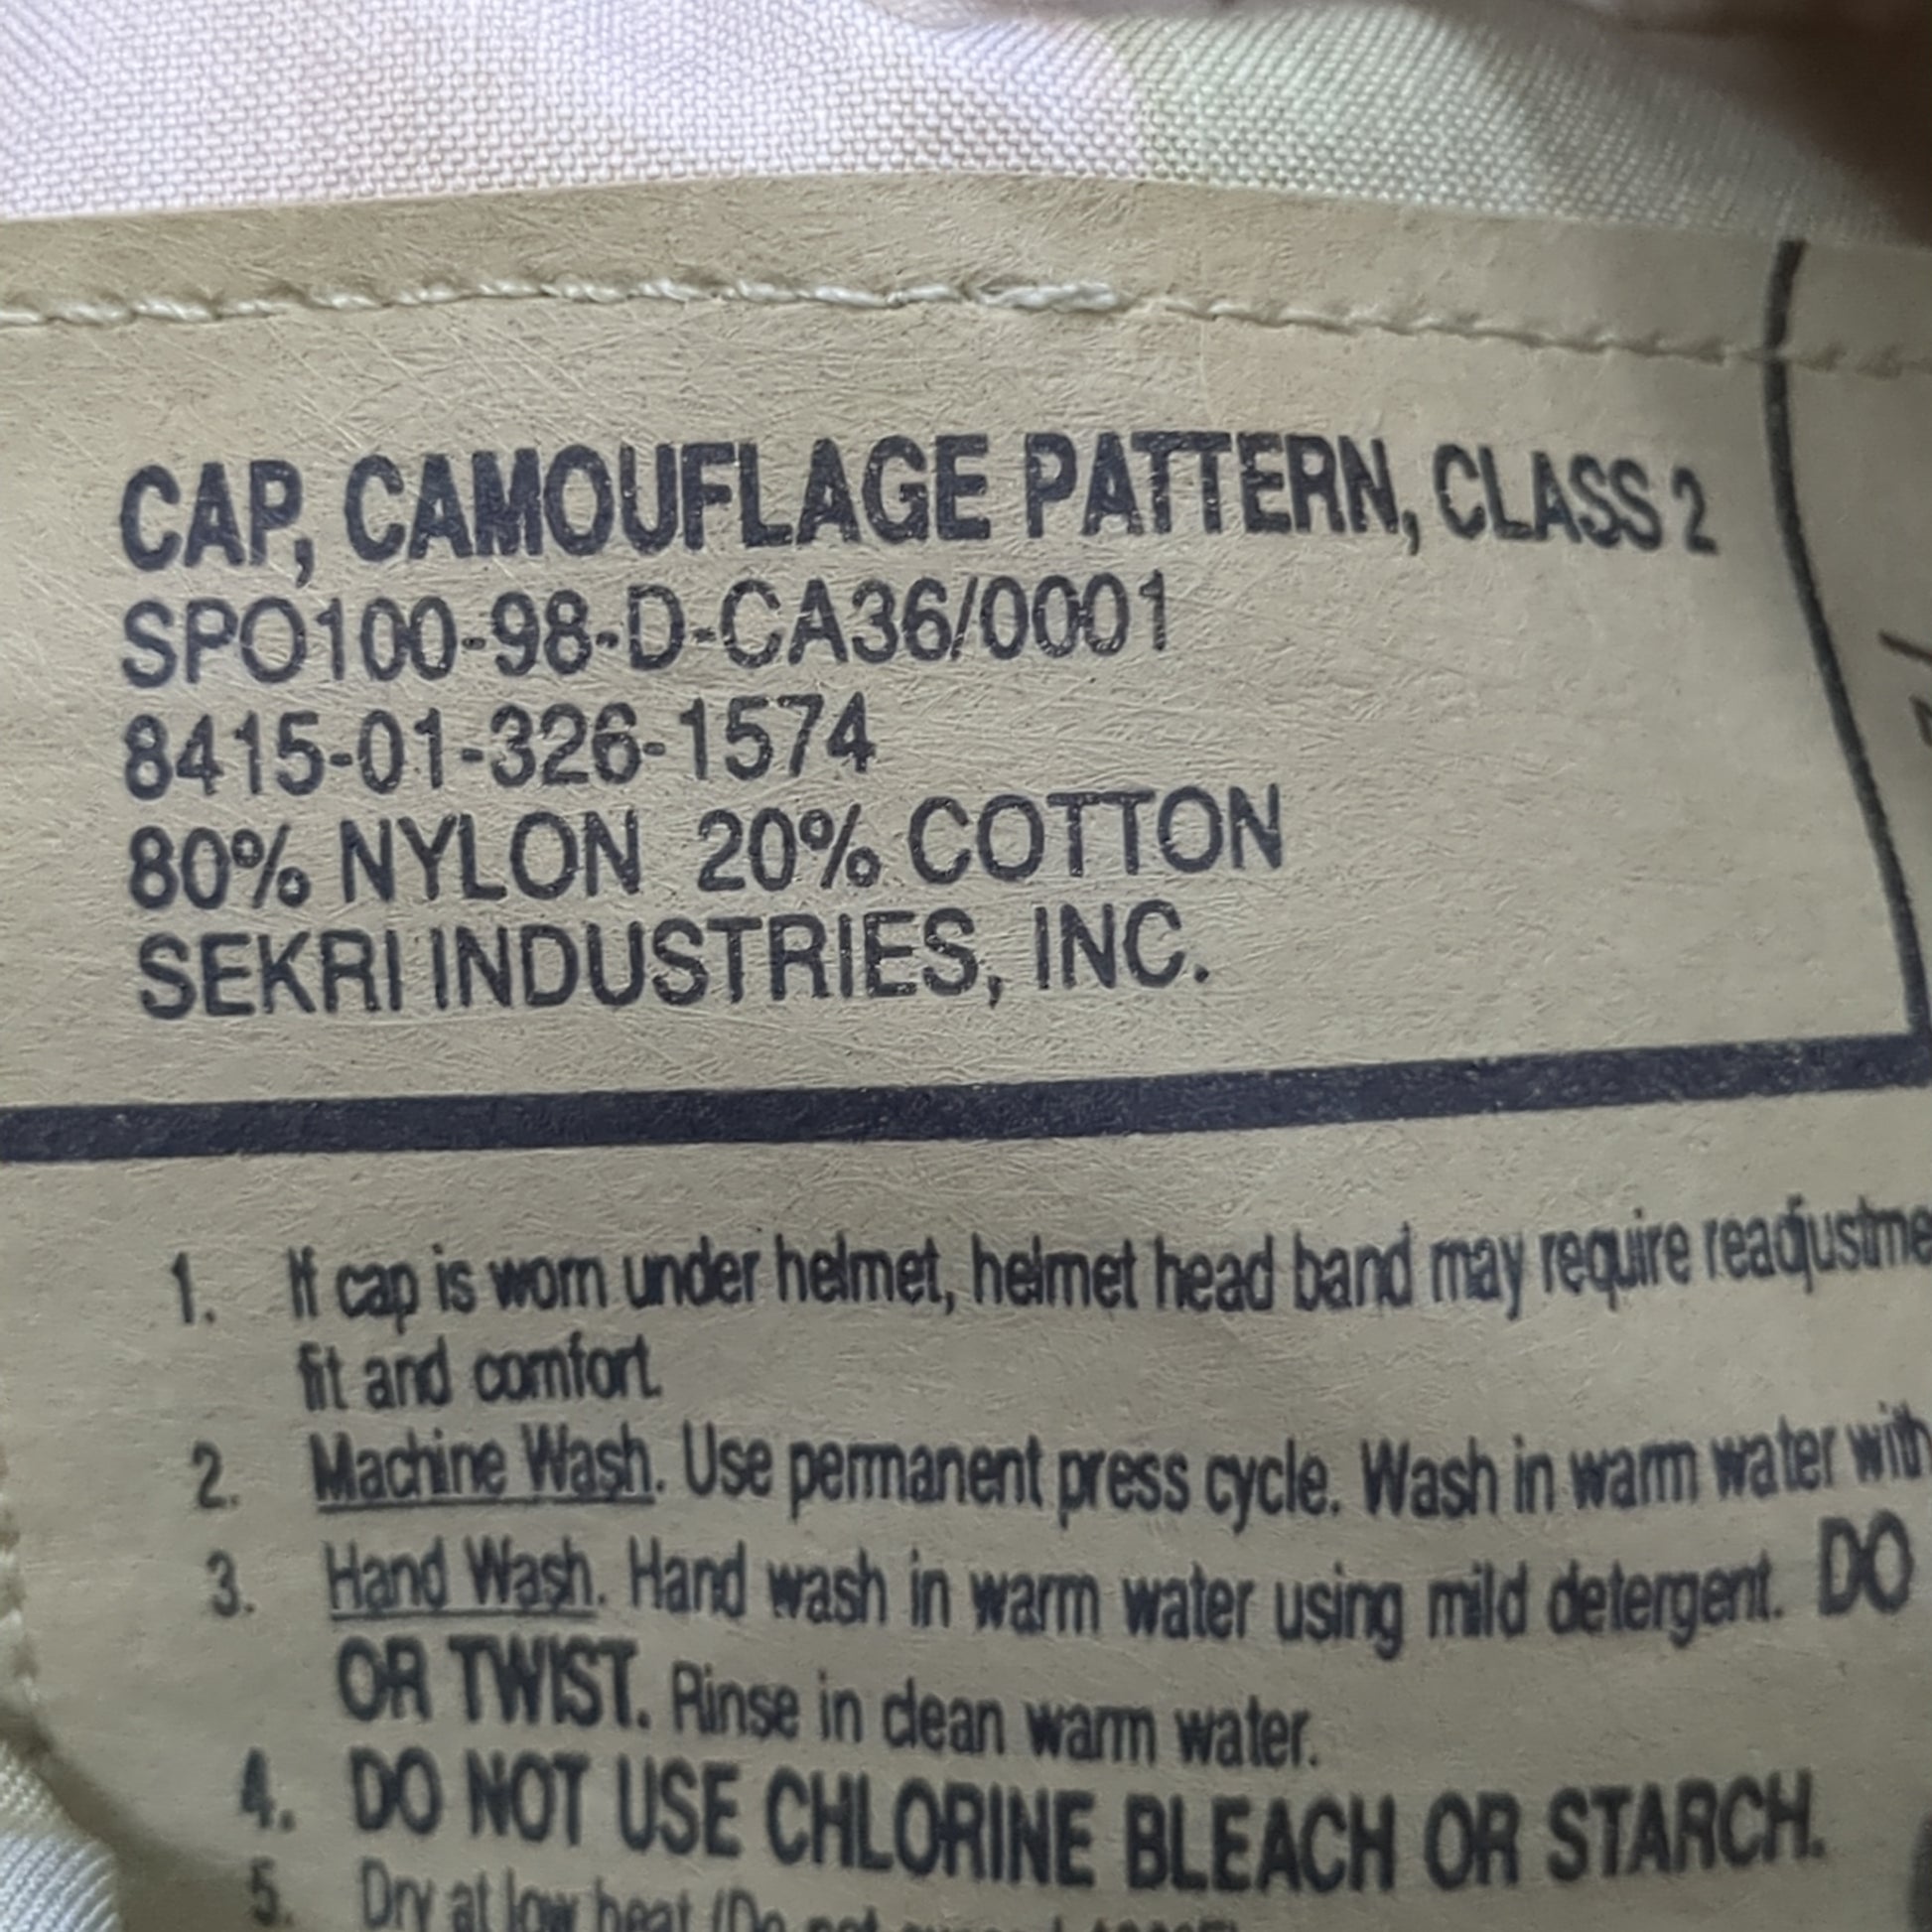 CAP, CAMOUFLAGE PATTERN, CLASS 2
SPO100-98-D-CA36/0001
8415-01-326-1574
80% NYLON 20% COTTON
SEKRI INDUSTRIES, INC.
1. If cap is worn under helmet, helmet head band may require readjustme
fit and comfort.
2. Machine Wash. Use permanent press cycle. Wash in warm water with
3. Hand Wash. Hand wash in warm water using mild detergent. DO
OR TWIST. Rinse in clean warm water.
4. DO NOT USE CHLORINE BLEACH OR STARCH.
5. Dry at low heat (Do not